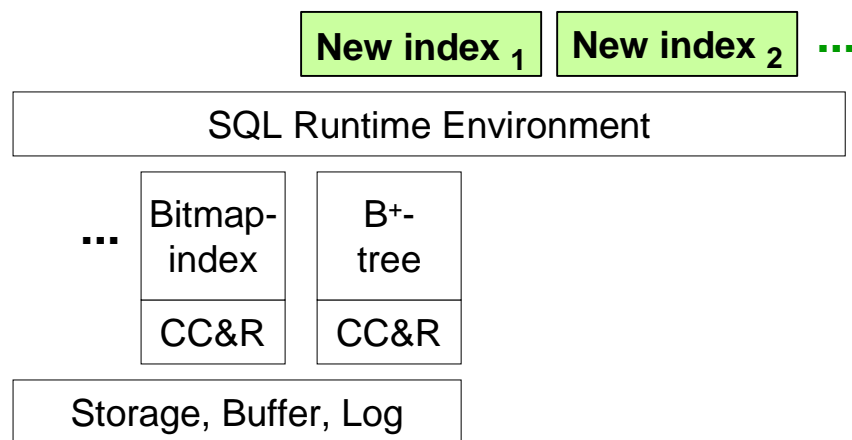 New index 1 New index 2 ...
SQL Runtime Environment
... Bitmap- B+-
index tree
CC&R CC&R
Storage, Buffer, Log